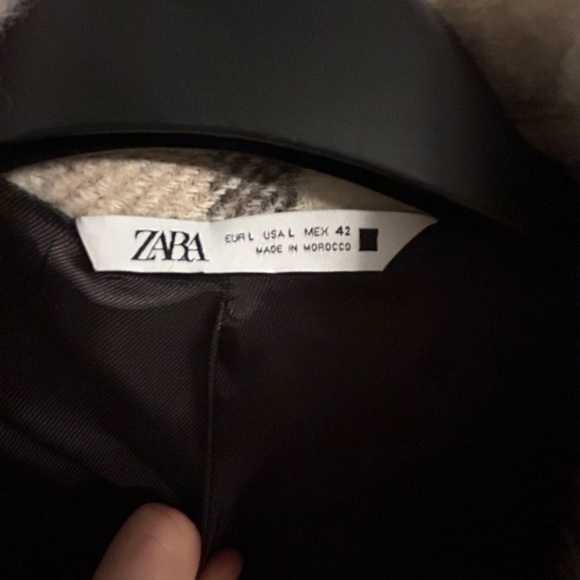 ZARA
EUR L USA L MEX 42
MADE IN MOROCCO